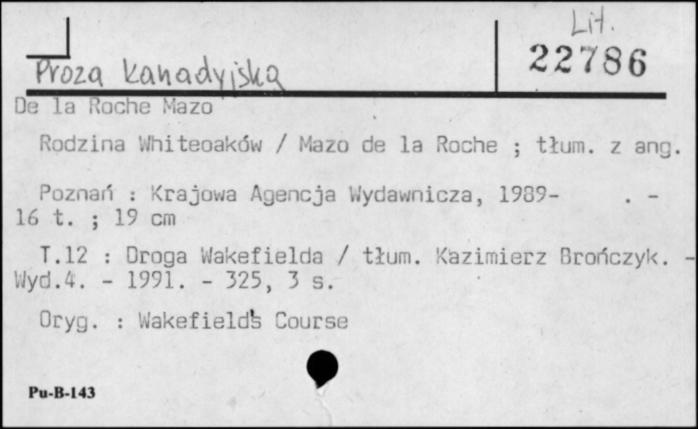 Lit.
22786
Proza kanadyjska
De la Roche Mazo
Rodzina Whiteoaków / Mazo de la Roche ; tłum. z ang.
Poznań : Krajowa Agencja Wydawnicza, 1989- . -
16 t. ; 19 cm
T.12 : Droga Wakefielda / tłum. Kazimierz Brończyk. -
Wyd.4. - 1991. - 325, 3 s.
Oryg. : Wakefield's Course
Pu-B-143